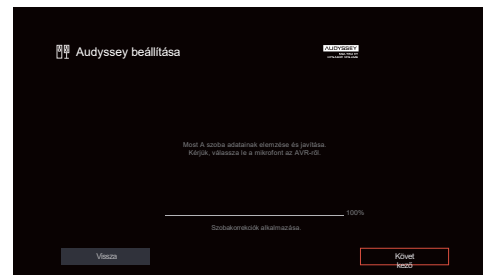 Audyssey beállítása
AUDYSSEY
Most A szoba adatainak elemzése és javítása.
Kérjük, válassza le a mikrofont az AVR-ről.
100%
Szobakorrekciók alkalmazása.
Vissza
Követ
kező